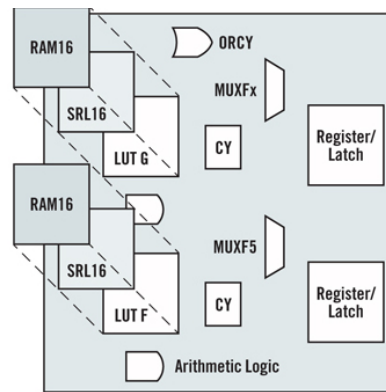 RAM16
ORCY
SRL16
MUXFx
LUT G
CY
Register/
Latch
RAM16
SRL16
MUXF5
LUT F
CY
Register/
Latch
Arithmetic Logic